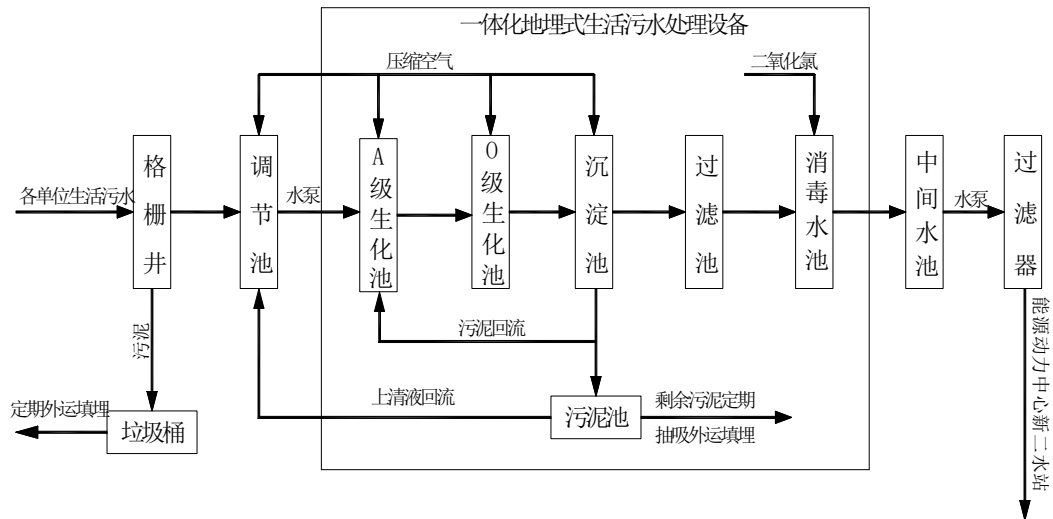 一体化地埋式生活污水处理设备
压缩空气
二氧化氯
各单位生活污水
格栅井
调节池
水泵
A级生化池
O级生化池
沉淀池
过滤池
消毒水池
中间水池
水泵
过滤器
污泥
污泥回流
上清液回流
污泥池
剩余污泥定期
抽吸外运填埋
定期外运填埋
垃圾桶
能源动力中心新二水站